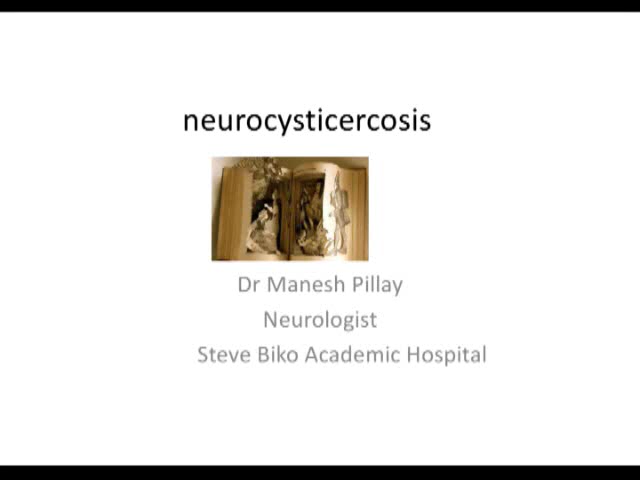 neurocysticercosis
Dr Manesh Pillay
Neurologist
Steve Biko Academic Hospital